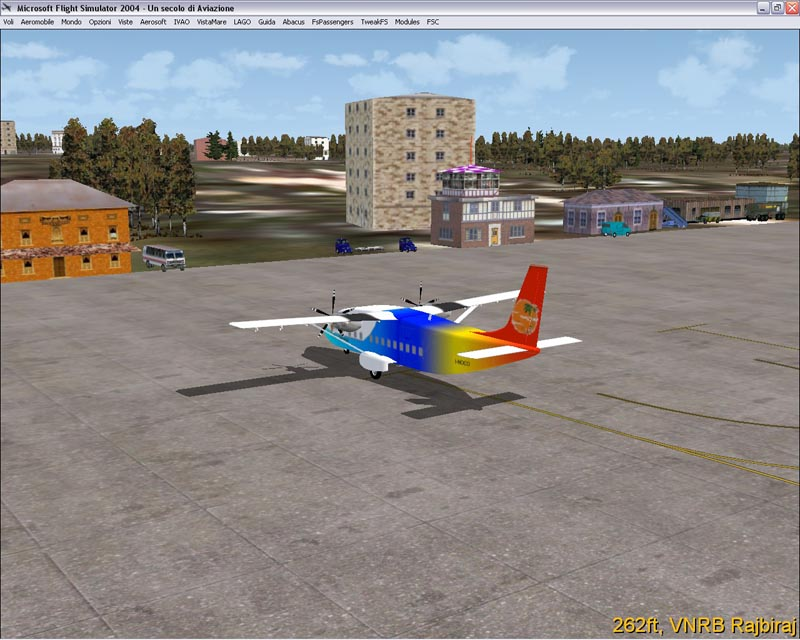 Microsoft Flight Simulator 2004 - Un secolo di Aviazione
Voli Aeromobile Mondo Opzioni Viste Aerosoft IVAO VistaMare LAGO Guida Abacus FsPassengers TweakFS Modules FSC
262ft, VNRB Rajbiraj